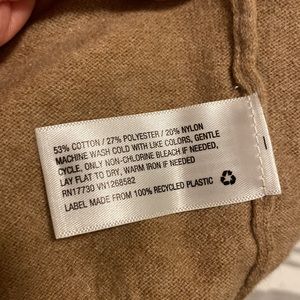 53% COTTON / 27% POLYESTER / 20% NYLON
MACHINE WASH COLD WITH LIKE COLORS, GENTLE
CYCLE, ONLY NON-CHLORINE BLEACH IF NEEDED,
LAY FLAT TO DRY, WARM IRON IF NEEDED
RN17730 VN1268582
LABEL MADE FROM 100% RECYCLED PLASTIC